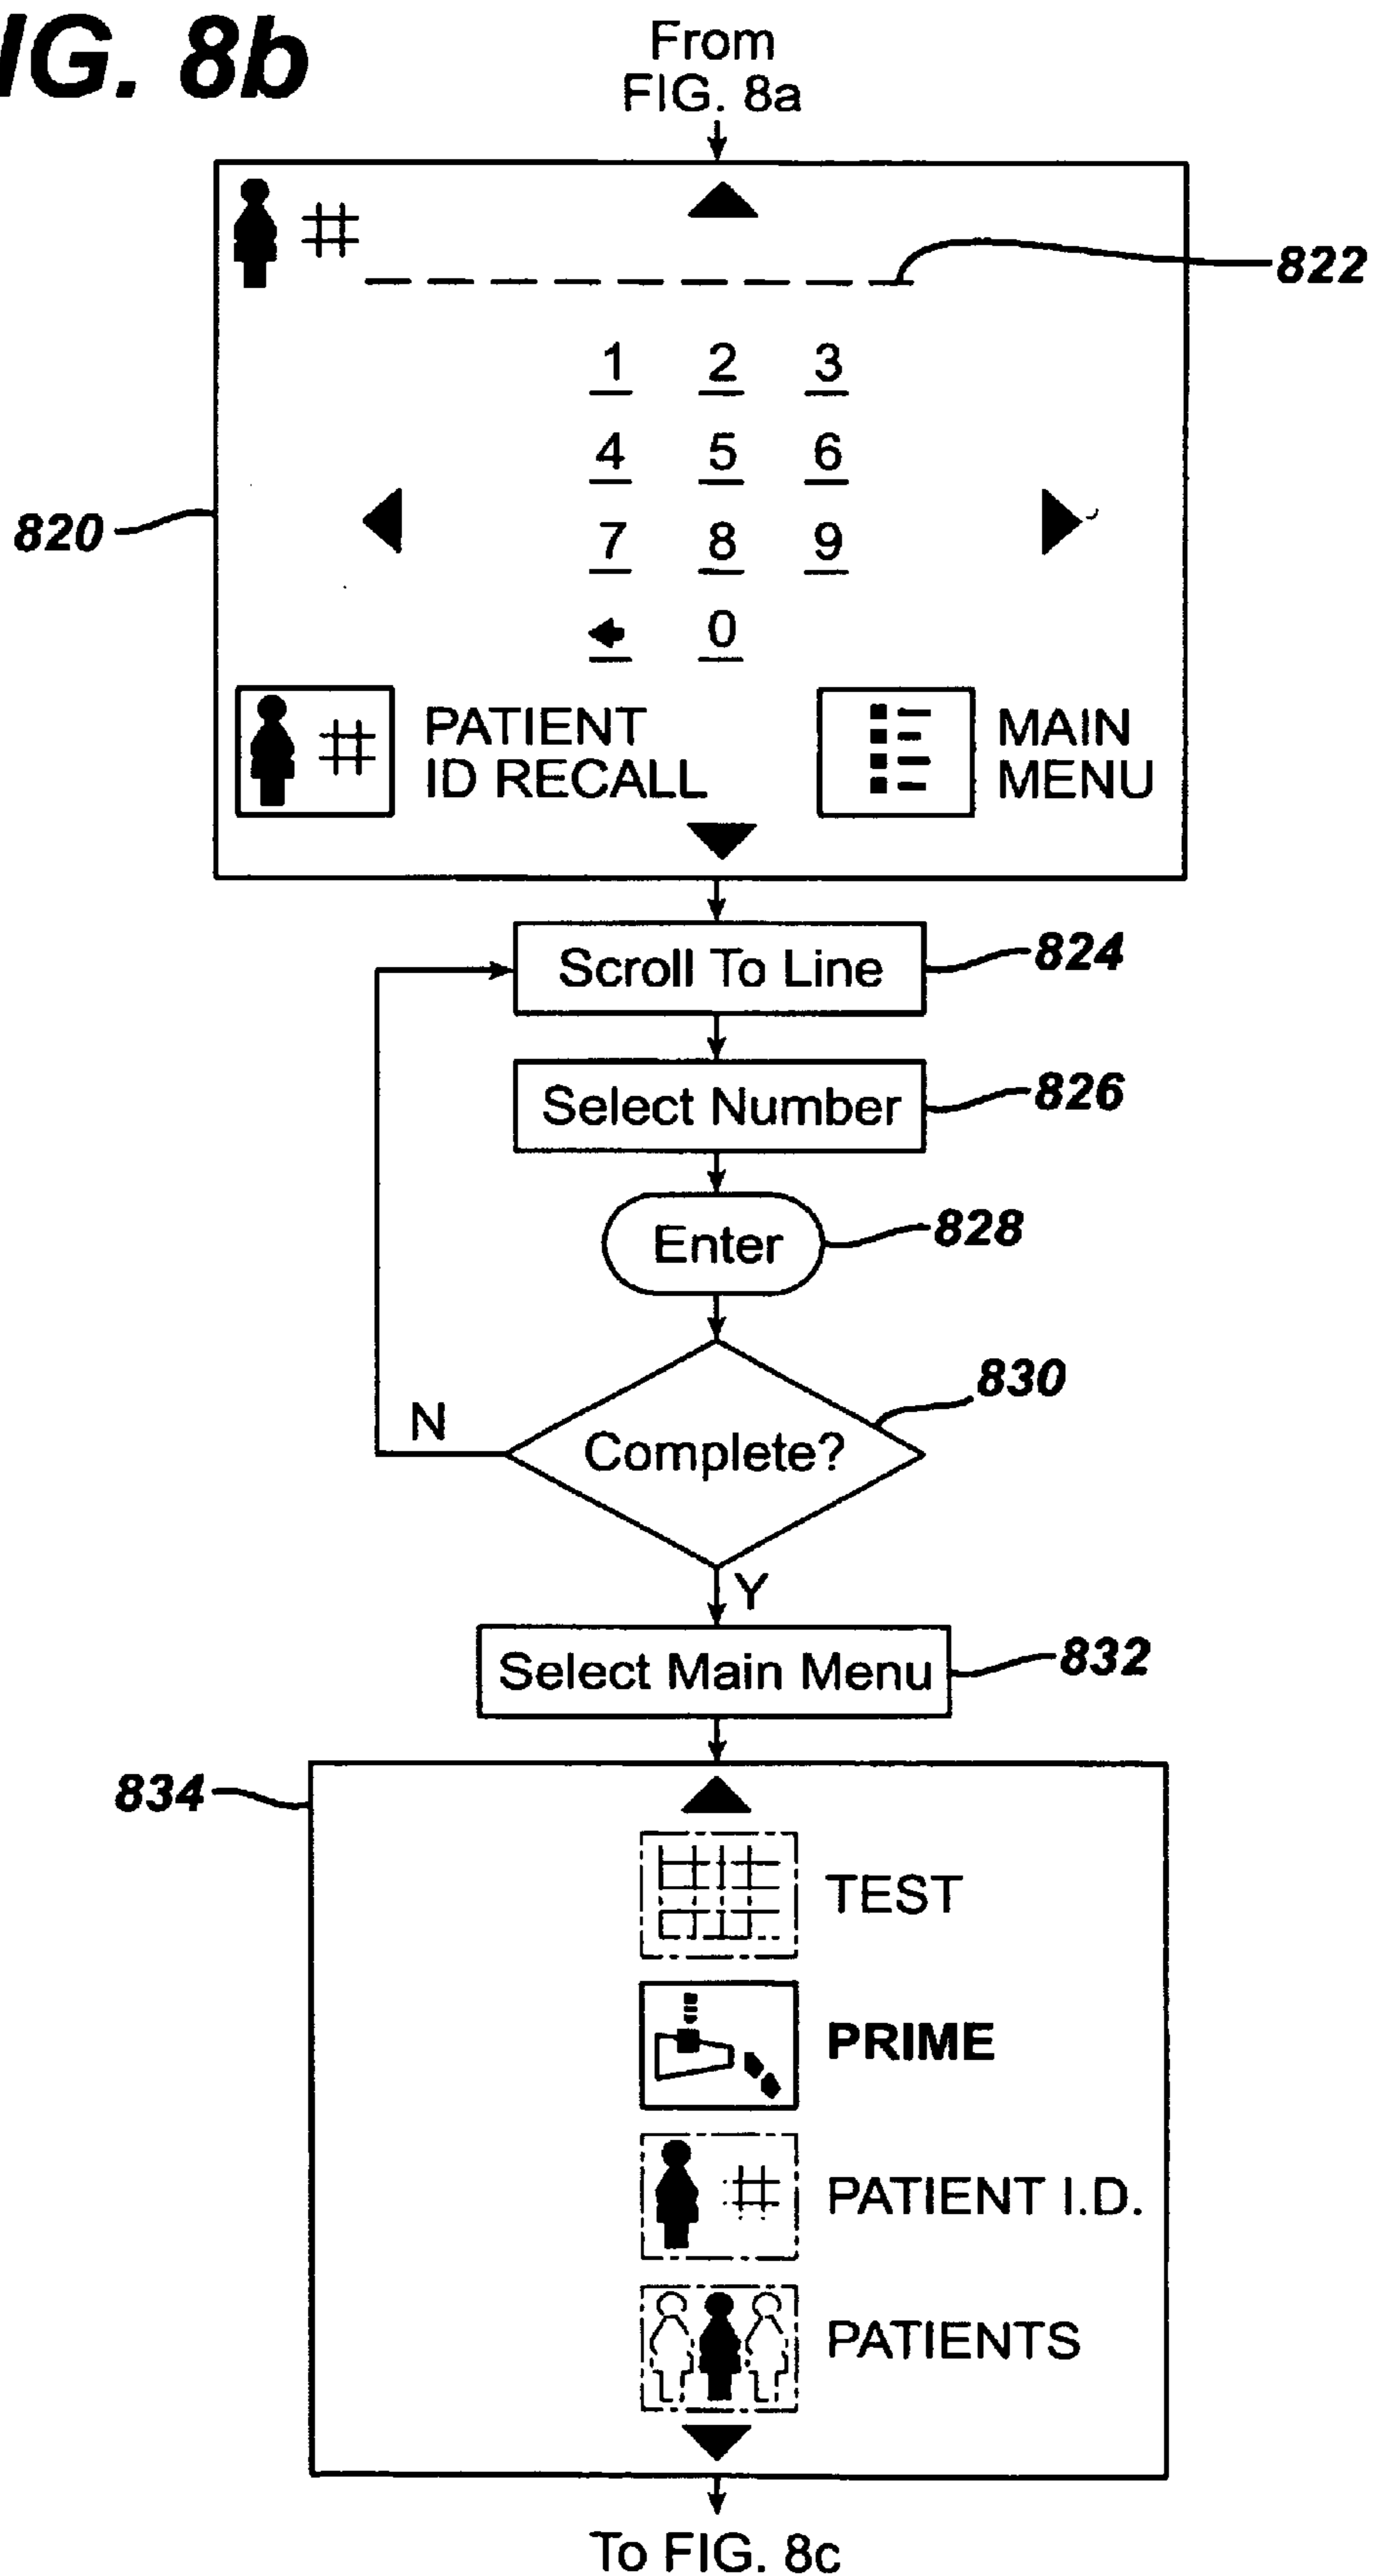 IG. 8b
From
FIG. 8a
#
822
1 2 3
4 5 6
820
7 8 9
0
# PATIENT
ID RECALL
MAIN
MENU
Scroll To Line
824
Select Number
826
Enter
828
830
Complete?
N
Y
Select Main Menu
832
834
TEST
PRIME
# PATIENT I.D.
PATIENTS
To FIG. 8c